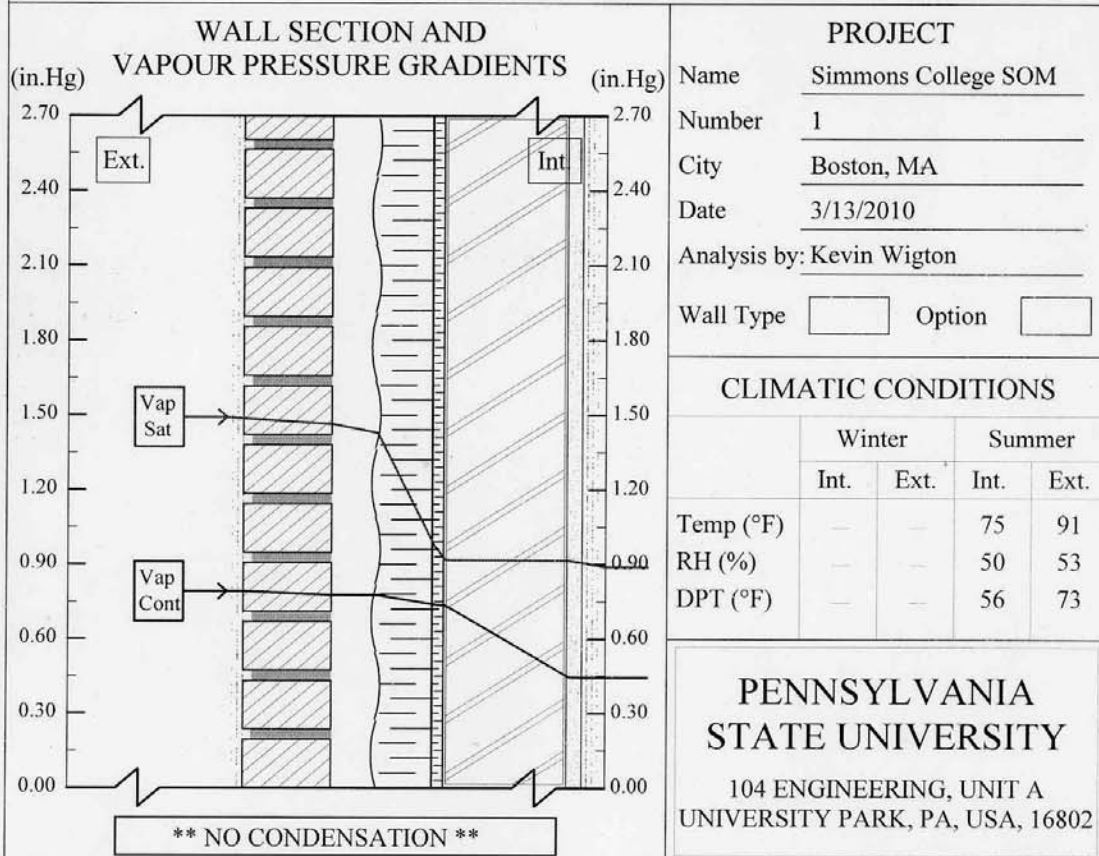 WALL SECTION AND
VAPOUR PRESSURE GRADIENTS
(in.Hg)
(in.Hg)
2.70
2.40
2.10
1.80
1.50
1.20
0.90
0.60
0.30
0.00
Ext.
Int.
Vap
Sat
Vap
Cont
2.70
2.40
2.10
1.80
1.50
1.20
0.90
0.60
0.30
0.00
** NO CONDENSATION **
PROJECT
Name Simmons College SOM
Number 1
City Boston, MA
Date 3/13/2010
Analysis by: Kevin Wigton
Wall Type Option
CLIMATIC CONDITIONS
Winter Summer
Int. Ext. Int. Ext.
Temp (°F) — — 75 91
RH (%) — — 50 53
DPT (°F) — — 56 73
PENNSYLVANIA
STATE UNIVERSITY
104 ENGINEERING, UNIT A
UNIVERSITY PARK, PA, USA, 16802